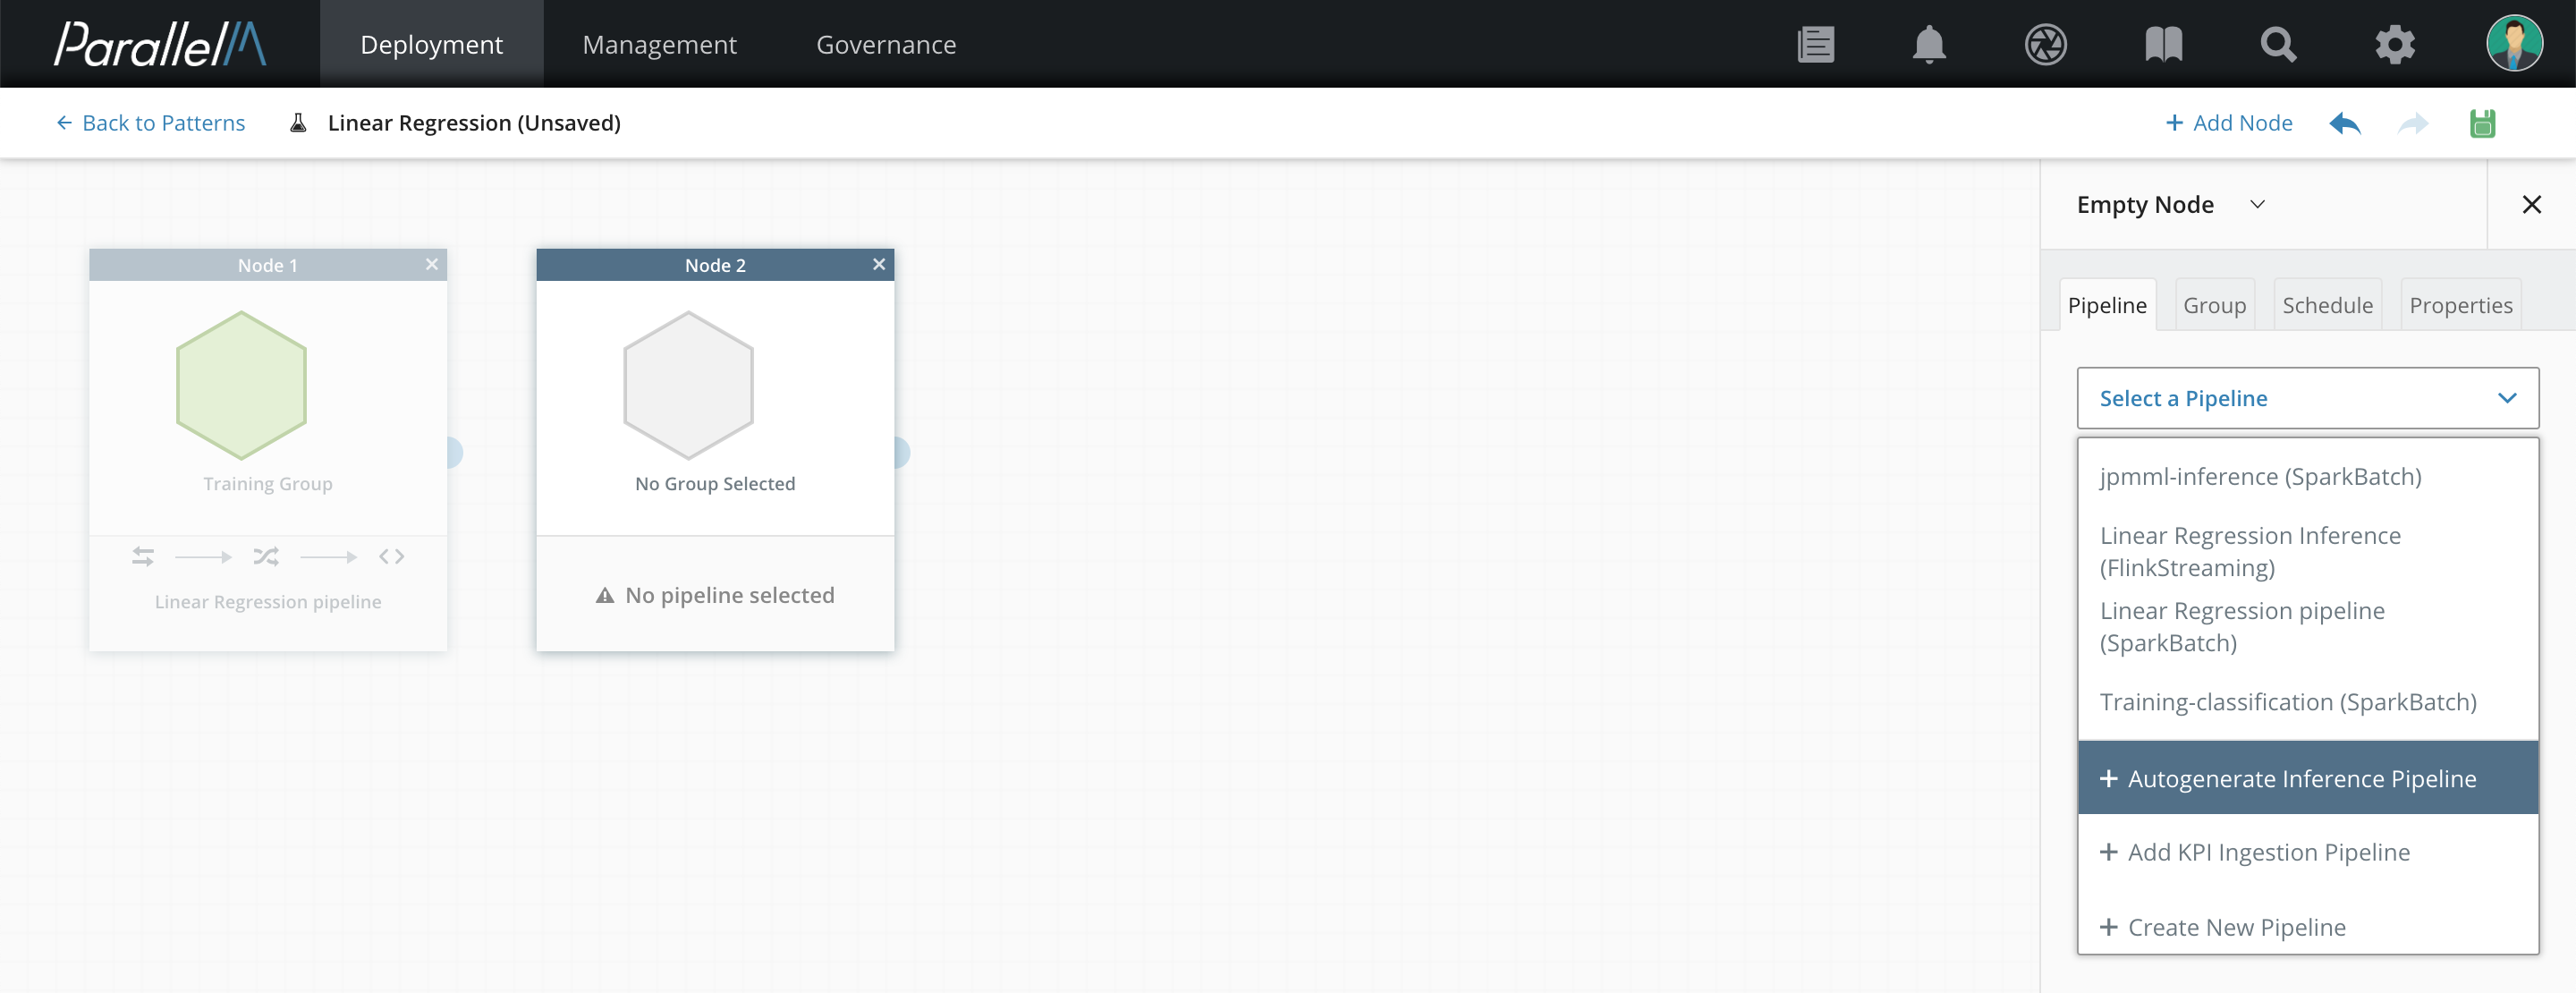 ParallelM
Deployment
Management
Governance
Back to Patterns
Linear Regression (Unsaved)
Add Node
Node 1
Training Group
Linear Regression pipeline
Node 2
No Group Selected
No pipeline selected
Empty Node
Pipeline
Group
Schedule
Properties
Select a Pipeline
jpmml-inference (SparkBatch)
Linear Regression Inference
(FlinkStreaming)
Linear Regression pipeline
(SparkBatch)
Training-classification (SparkBatch)
+ Autogenerate Inference Pipeline
+ Add KPI Ingestion Pipeline
+ Create New Pipeline